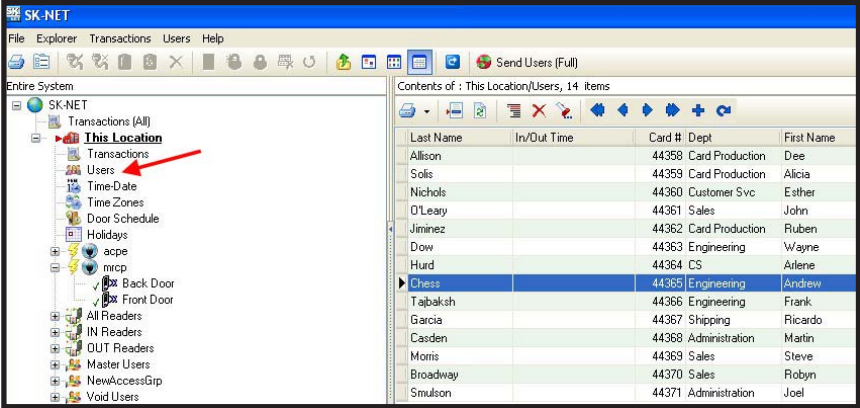 SK-NET
File Explorer Transactions Users Help
Send Users (Full)
Entire System
SK-NET
Transactions (All)
This Location
Transactions
Users
Time-Date
Time Zones
Door Schedule
Holidays
acpe
mrcp
Back Door
Front Door
All Readers
IN Readers
OUT Readers
Master Users
NewAccessGrp
Void Users
Contents of : This Location/Users, 14 items
Last Name In/Out Time Card # Dept First Name
Allison 44358 Card Production Dee
Solis 44359 Card Production Alicia
Nichols 44360 Customer Svc Esther
O'Leary 44361 Sales John
Jiminez 44362 Card Production Ruben
Dow 44363 Engineering Wayne
Hurd 44364 CS Arlene
Chess 44365 Engineering Andrew
Tajbaksh 44366 Engineering Frank
Garcia 44367 Shipping Ricardo
Casden 44368 Administration Martin
Morris 44369 Sales Steve
Broadway 44370 Sales Robyn
Smulson 44371 Administration Joel